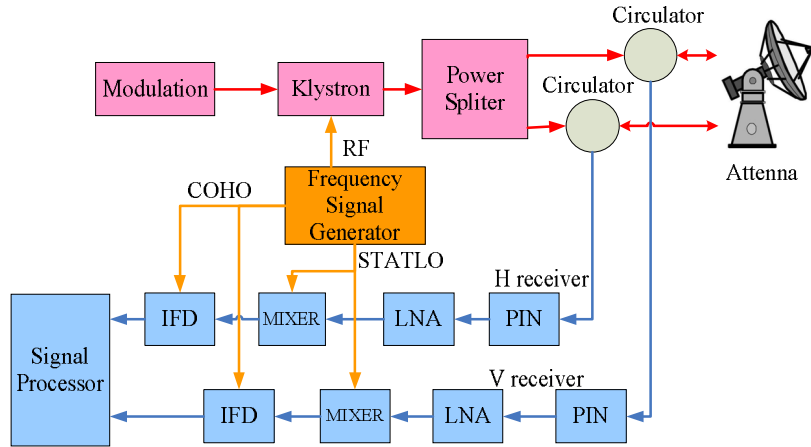 Circulator
Modulation
Klystron
Power
Spliter
Circulator
Attenna
RF
COHO
Frequency
Signal
Generator
STATLO
H receiver
Signal
Processor
IFD
MIXER
LNA
PIN
V receiver
IFD
MIXER
LNA
PIN